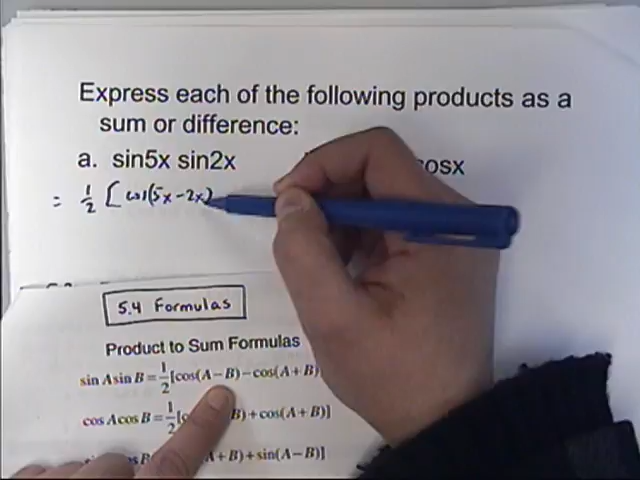 Express each of the following products as a
sum or difference:
a. sin5x sin2x
osx
= 1/2 [cos(5x-2x)
5.4 Formulas
Product to Sum Formulas
sin A sin B = 1/2[cos(A − B) − cos(A + B)
cos A cos B = 1/2[c B) + cos(A + B)]
A + B) + sin(A − B)]